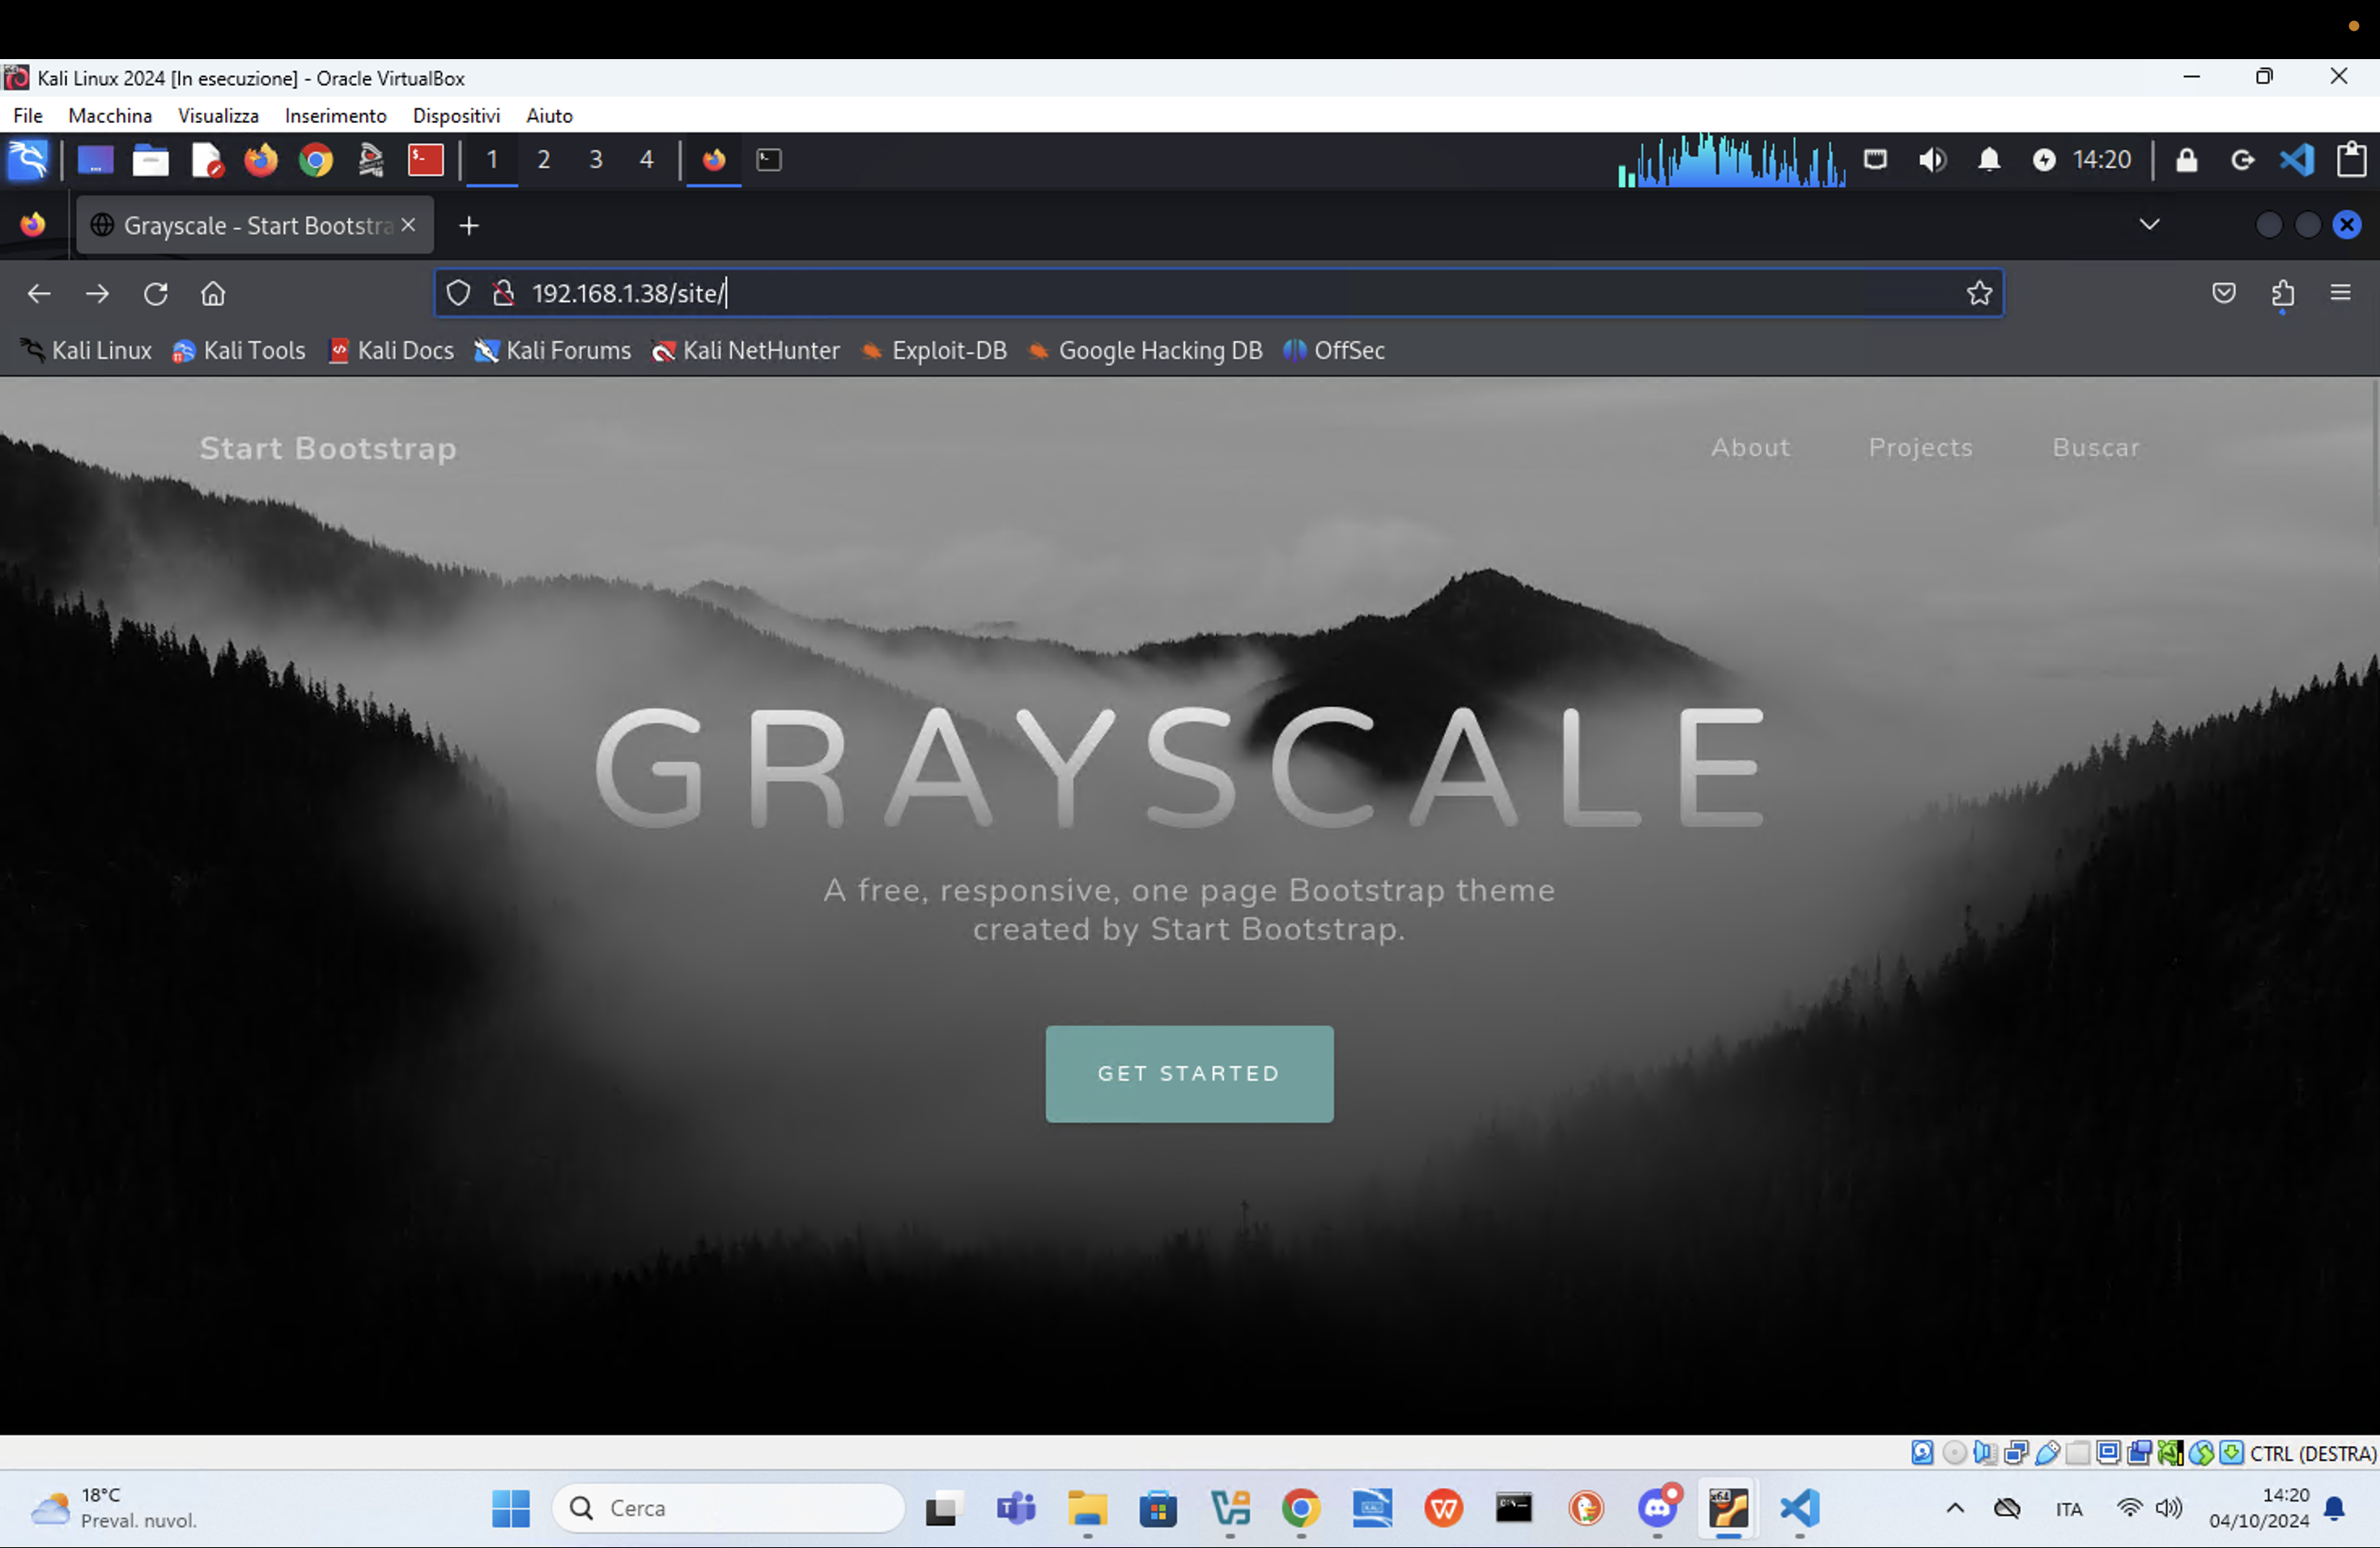 Kali Linux 2024 [In esecuzione] - Oracle VirtualBox
File Macchina Visualizza Inserimento Dispositivi Aiuto
1 2 3 4 14:20
Grayscale - Start Bootstra
192.168.1.38/site/
Kali Linux Kali Tools Kali Docs Kali Forums Kali NetHunter Exploit-DB Google Hacking DB OffSec
Start Bootstrap About Projects Buscar
GRAYSCALE
A free, responsive, one page Bootstrap theme
created by Start Bootstrap.
GET STARTED
CTRL (DESTRA)
18°C
Preval. nuvol.
Cerca
ITA
14:20
04/10/2024